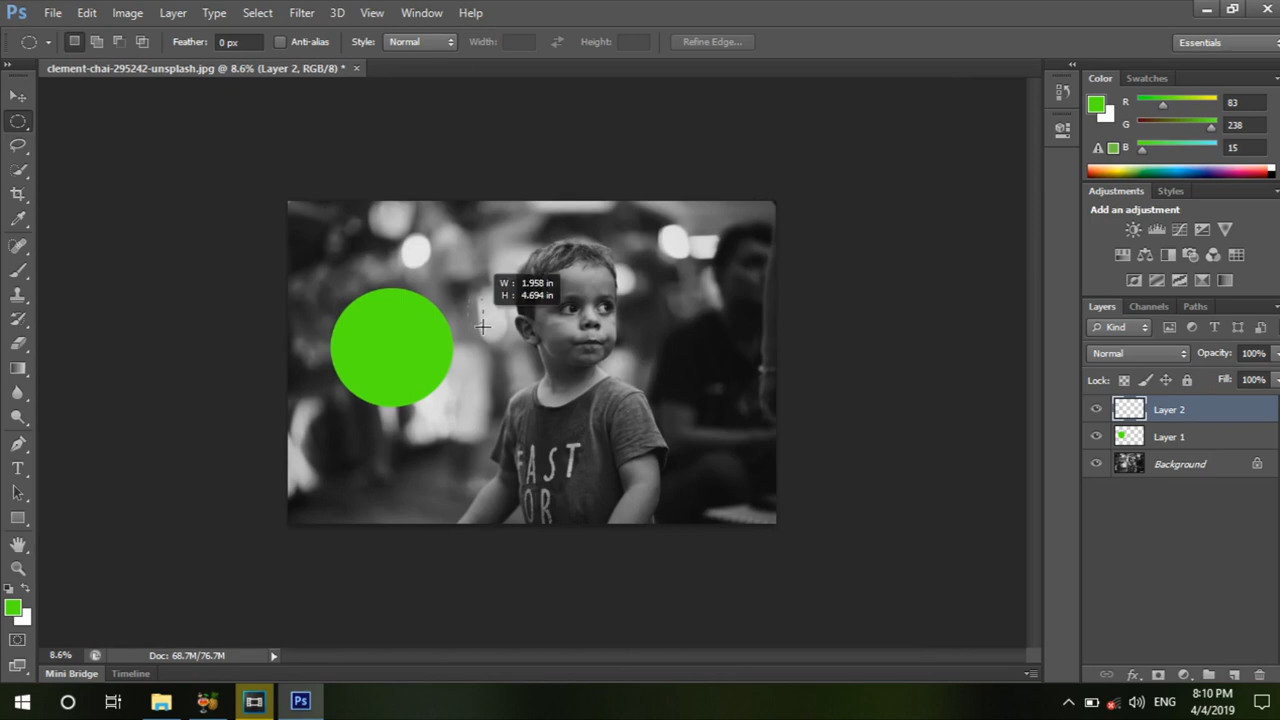 Ps File Edit Image Layer Type Select Filter 3D View Window Help
Feather: 0 px Anti-alias Style: Normal Width: Height: Refine Edge... Essentials
clement-chai-295242-unsplash.jpg @ 8.6% (Layer 2, RGB/8) * ×
Color Swatches
R 83
G 238
B 15
Adjustments Styles
Add an adjustment
W : 1.958 in
H : 4.694 in
Layers Channels Paths
Kind
Normal Opacity: 100%
Lock: Fill: 100%
Layer 2
Layer 1
Background
FAST
OR
8.6% Doc: 68.7M/76.7M
Mini Bridge Timeline
Ps ENG 8:10 PM
4/4/2019